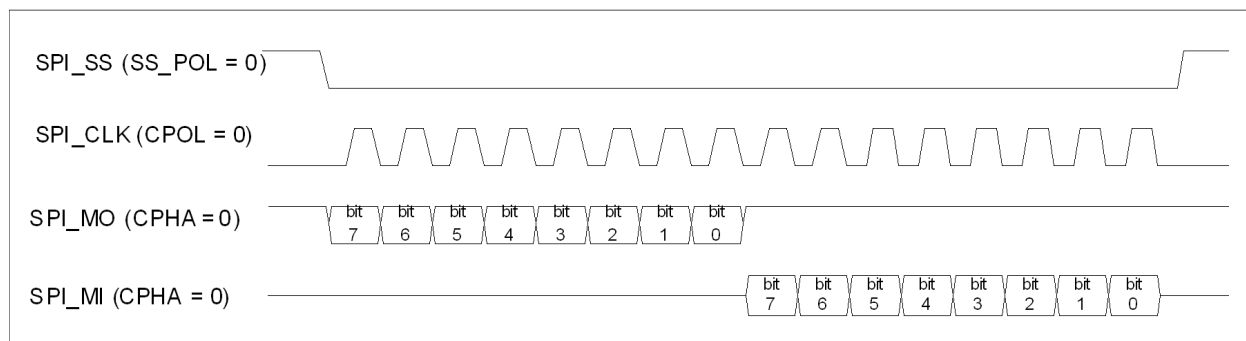 SPI_SS (SS_POL = 0)
SPI_CLK (CPOL = 0)
SPI_MO (CPHA = 0)
bit bit bit bit bit bit bit bit
7 6 5 4 3 2 1 0
SPI_MI (CPHA = 0)
bit bit bit bit bit bit bit bit
7 6 5 4 3 2 1 0